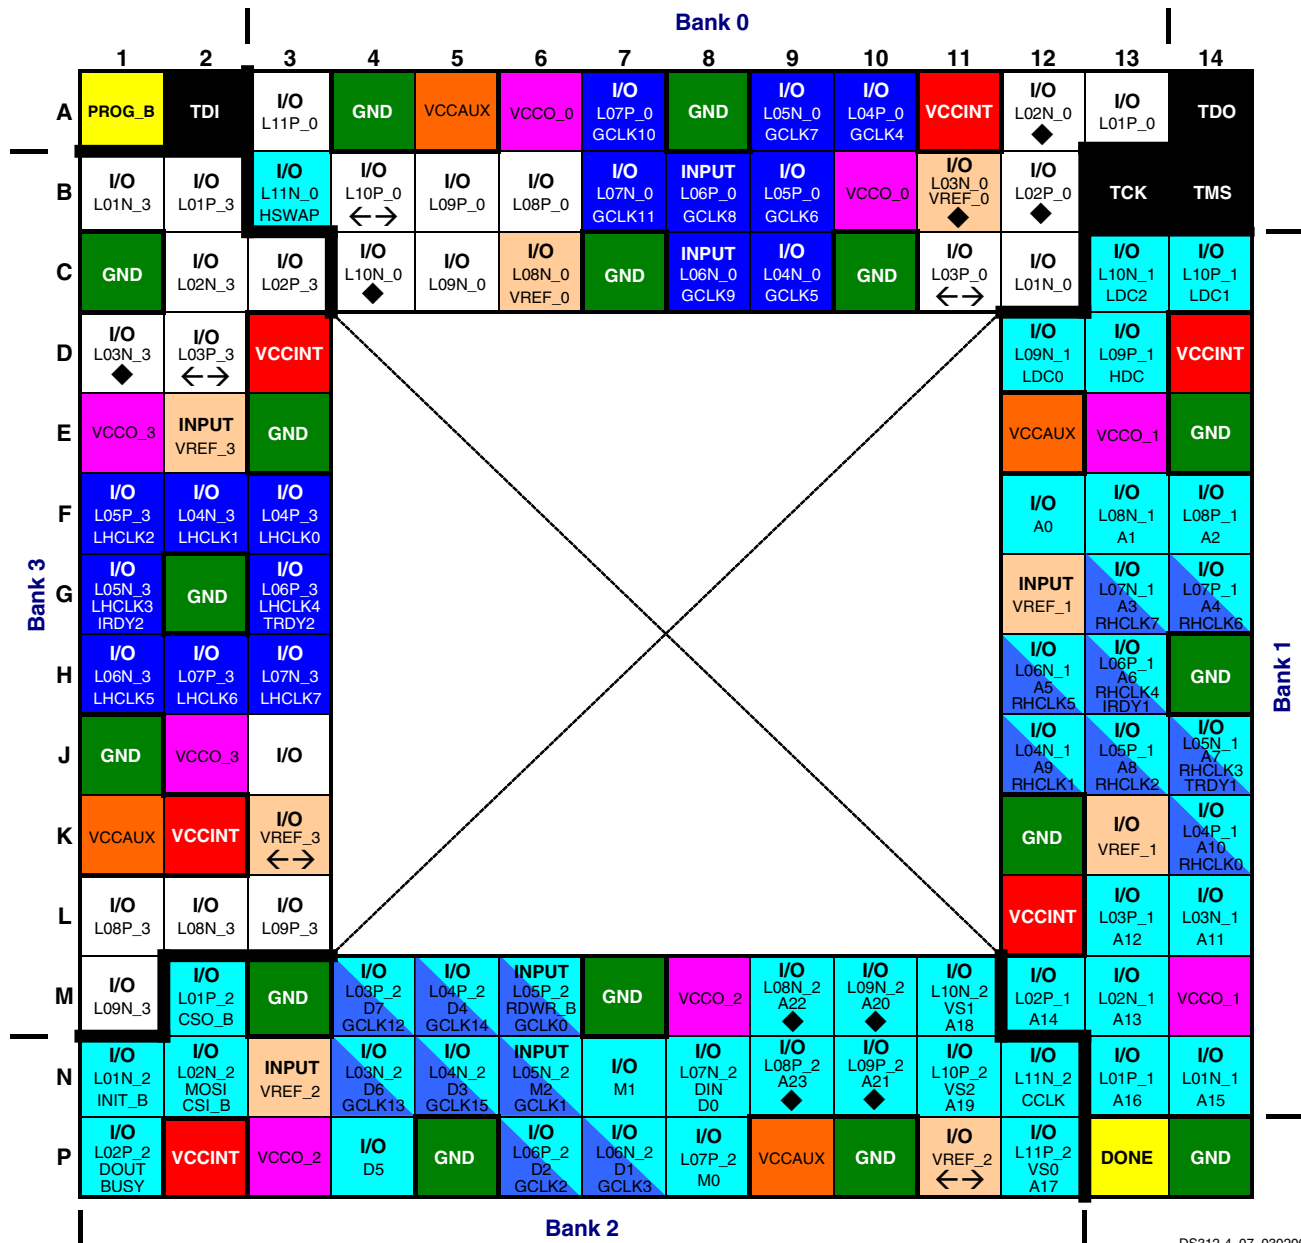 Bank 0
1 2 3 4 5 6 7 8 9 10 11 12 13 14
A
PROG_B
TDI
I/O
L11P_0
GND
VCCAUX
VCCO_0
I/O
L07P_0
GCLK10
GND
I/O
L05N_0
GCLK7
I/O
L04P_0
GCLK4
VCCINT
I/O
L02N_0
◆
I/O
L01P_0
TDO
B
I/O
L01N_3
I/O
L01P_3
I/O
L11N_0
HSWAP
I/O
L10P_0
←→
I/O
L09P_0
I/O
L08P_0
I/O
L07N_0
GCLK11
INPUT
L06P_0
GCLK8
I/O
L05P_0
GCLK6
VCCO_0
I/O
L03N_0
VREF_0
◆
I/O
L02P_0
◆
TCK
TMS
C
GND
I/O
L02N_3
I/O
L02P_3
I/O
L10N_0
◆
I/O
L09N_0
I/O
L08N_0
VREF_0
GND
INPUT
L06N_0
GCLK9
I/O
L04N_0
GCLK5
GND
I/O
L03P_0
←→
I/O
L01N_0
I/O
L10N_1
LDC2
I/O
L10P_1
LDC1
D
I/O
L03N_3
◆
I/O
L03P_3
←→
VCCINT
I/O
L09N_1
LDC0
I/O
L09P_1
HDC
VCCINT
E
VCCO_3
INPUT
VREF_3
GND
VCCAUX
VCCO_1
GND
F
I/O
L05P_3
LHCLK2
I/O
L04N_3
LHCLK1
I/O
L04P_3
LHCLK0
I/O
A0
I/O
L08N_1
A1
I/O
L08P_1
A2
Bank 3
G
I/O
L05N_3
LHCLK3
IRDY2
GND
I/O
L06P_3
LHCLK4
TRDY2
INPUT
VREF_1
I/O
L07N_1
A3
RHCLK7
I/O
L07P_1
A4
RHCLK6
H
I/O
L06N_3
LHCLK5
I/O
L07P_3
LHCLK6
I/O
L07N_3
LHCLK7
I/O
L06N_1
A5
RHCLK5
I/O
L06P_1
A6
RHCLK4
IRDY1
GND
Bank 1
J
GND
VCCO_3
I/O
I/O
L04N_1
A9
RHCLK1
I/O
L05P_1
A8
RHCLK2
I/O
L05N_1
A7
RHCLK3
TRDY1
K
VCCAUX
VCCINT
I/O
VREF_3
←→
GND
I/O
VREF_1
I/O
L04P_1
A10
RHCLK0
L
I/O
L08P_3
I/O
L08N_3
I/O
L09P_3
VCCINT
I/O
L03P_1
A12
I/O
L03N_1
A11
M
I/O
L09N_3
I/O
L01P_2
CSO_B
GND
I/O
L03P_2
D7
GCLK12
I/O
L04P_2
D4
GCLK14
INPUT
L05P_2
RDWR_B
GCLK0
GND
VCCO_2
I/O
L08N_2
A22
◆
I/O
L09N_2
A20
◆
I/O
L10N_2
VS1
A18
I/O
L02P_1
A14
I/O
L02N_1
A13
VCCO_1
N
I/O
L01N_2
INIT_B
I/O
L02N_2
MOSI
CSI_B
INPUT
VREF_2
I/O
L03N_2
D6
GCLK13
I/O
L04N_2
D3
GCLK15
INPUT
L05N_2
M2
GCLK1
I/O
M1
I/O
L07N_2
DIN
D0
I/O
L08P_2
A23
◆
I/O
L09P_2
A21
◆
I/O
L10P_2
VS2
A19
I/O
L11N_2
CCLK
I/O
L01P_1
A16
I/O
L01N_1
A15
P
I/O
L02P_2
DOUT
BUSY
VCCINT
VCCO_2
I/O
D5
GND
I/O
L06P_2
D2
GCLK2
I/O
L06N_2
D1
GCLK3
I/O
L07P_2
M0
VCCAUX
GND
I/O
VREF_2
←→
I/O
L11P_2
VS0
A17
DONE
GND
Bank 2